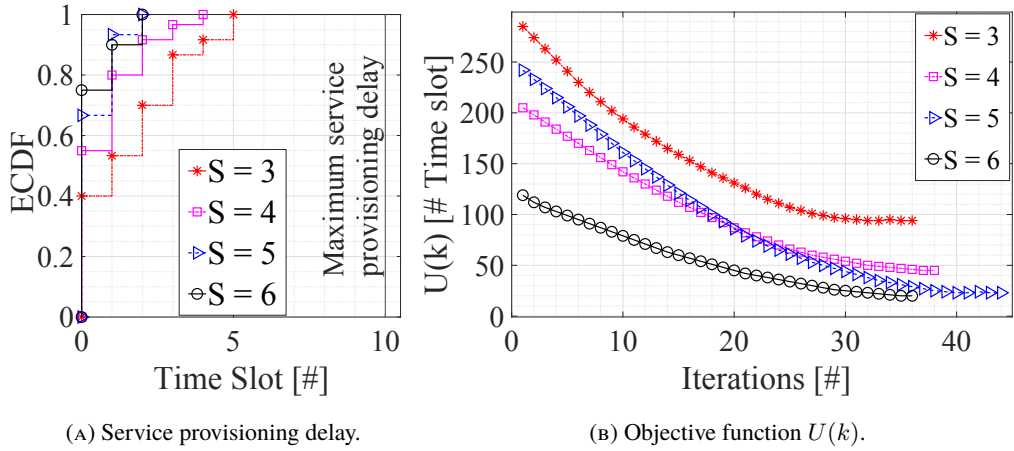 ECDF
1
0.8
0.6
0.4
0.2
0
0
5
10
Time Slot [#]
S = 3
S = 4
S = 5
S = 6
Maximum service
provisioning delay
(A) Service provisioning delay.
U(k) [# Time slot]
250
200
150
100
50
0
0
10
20
30
40
Iterations [#]
S = 3
S = 4
S = 5
S = 6
(B) Objective function U(k).